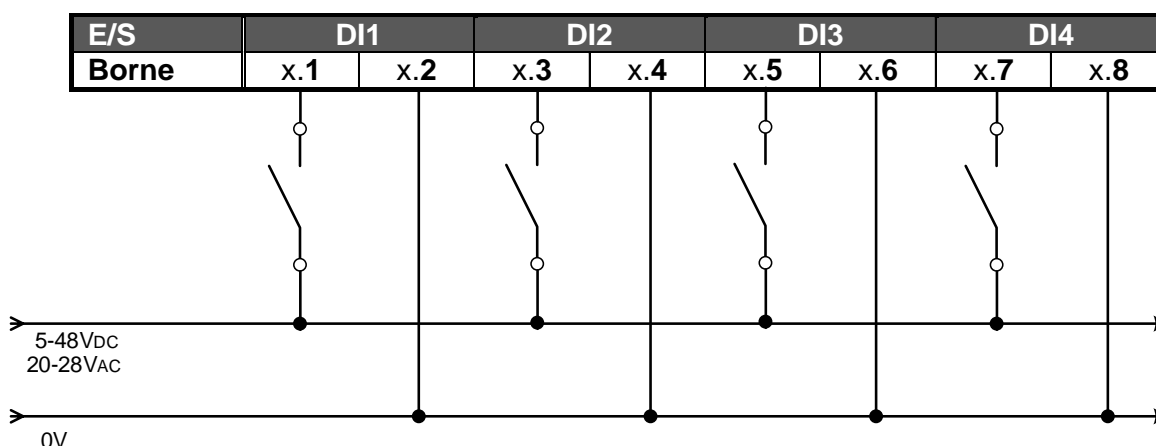 E/S DI1 DI2 DI3 DI4
Borne x.1 x.2 x.3 x.4 x.5 x.6 x.7 x.8
5-48VDC
20-28VAC
0V